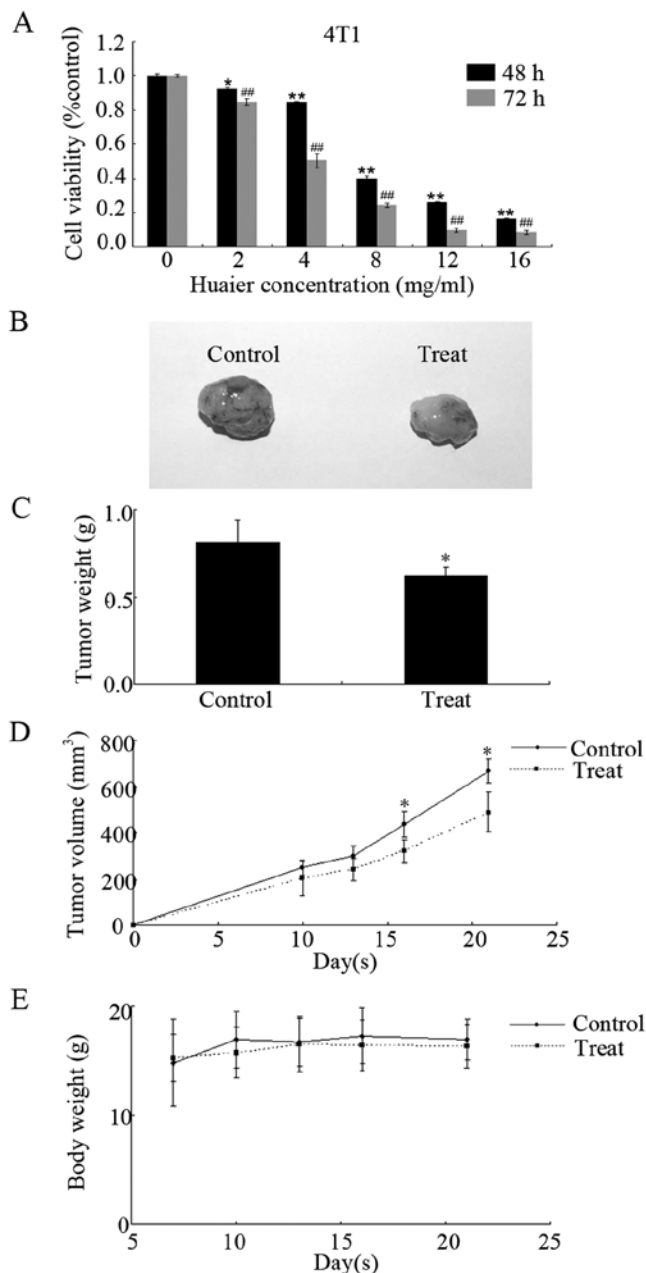 A
4T1
Cell viability (%control)
1.2
1.0
0.8
0.6
0.4
0.2
0.0
48 h
72 h
*
##
**
##
**
##
**
##
**
##
0 2 4 8 12 16
Huaier concentration (mg/ml)
B
Control Treat
C
Tumor weight (g)
1.0
0.5
0.0
*
Control Treat
D
Tumor volume (mm³)
800
600
400
200
0
* *
Control
Treat
0 5 10 15 20 25
Day(s)
E
Body weight (g)
20
10
0
Control
Treat
5 10 15 20 25
Day(s)